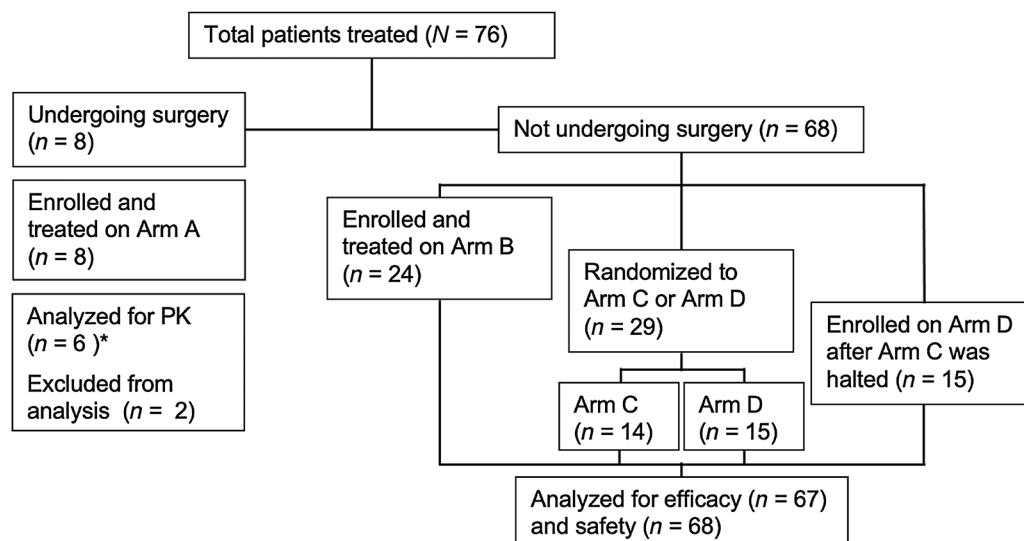 Total patients treated (N = 76)
Undergoing surgery
(n = 8)
Not undergoing surgery (n = 68)
Enrolled and
treated on Arm A
(n = 8)
Enrolled and
treated on Arm B
(n = 24)
Randomized to
Arm C or Arm D
(n = 29)
Enrolled on Arm D
after Arm C was
halted (n = 15)
Analyzed for PK
(n = 6 )*
Excluded from
analysis (n = 2)
Arm C
(n = 14)
Arm D
(n = 15)
Analyzed for efficacy (n = 67)
and safety (n = 68)